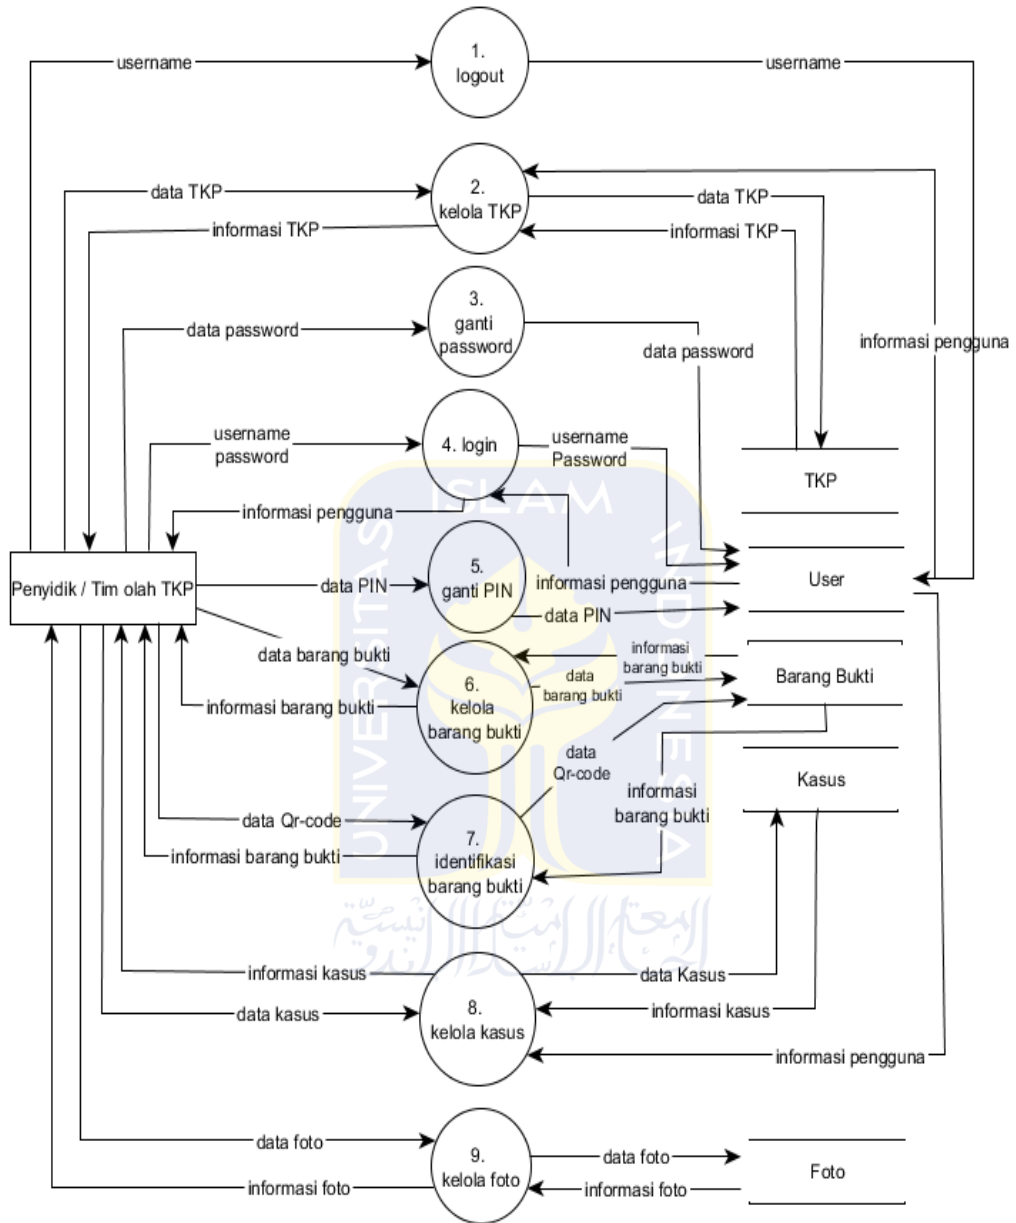 1.
logout
username
username
2.
kelola TKP
data TKP
data TKP
informasi TKP
informasi TKP
3.
ganti
password
data password
data password
informasi pengguna
4. login
username
password
username
Password
informasi pengguna
TKP
Penyidik / Tim olah TKP
5.
ganti PIN
data PIN
informasi pengguna
data PIN
User
6.
kelola
barang bukti
data barang bukti
informasi barang bukti
informasi
barang bukti
data
barang bukti
Barang Bukti
data
Qr-code
Kasus
informasi
barang bukti
7.
identifikasi
barang bukti
data Qr-code
informasi barang bukti
8.
kelola kasus
informasi kasus
data kasus
data Kasus
informasi kasus
informasi pengguna
9.
kelola foto
data foto
informasi foto
data foto
informasi foto
Foto
UNIVERSITAS
ISLAM
INDONESIA